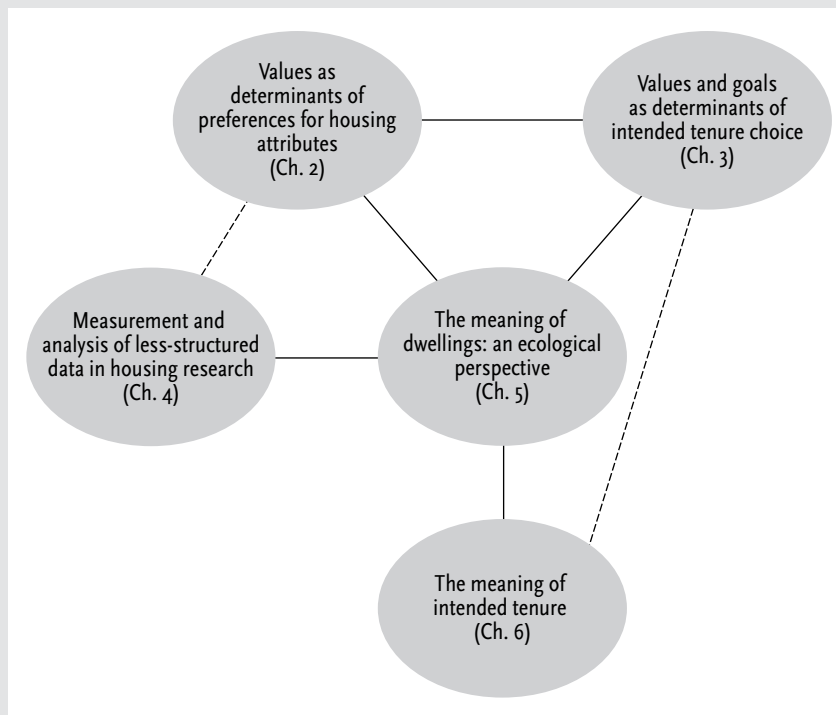 Values as
determinants of
preferences for housing
attributes
(Ch. 2)
Values and goals
as determinants of
intended tenure choice
(Ch. 3)
Measurement and
analysis of less-structured
data in housing research
(Ch. 4)
The meaning of
dwellings: an ecological
perspective
(Ch. 5)
The meaning of
intended tenure
(Ch. 6)